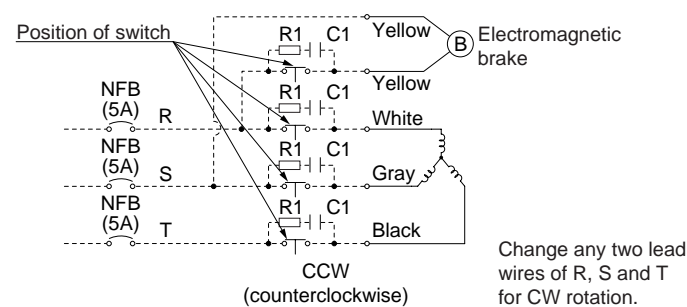 Position of switch
R1 C1
Yellow
B
Electromagnetic
brake
Yellow
NFB
(5A)
R
R1 C1
White
NFB
(5A)
S
R1 C1
Gray
NFB
(5A)
T
R1 C1
Black
CCW
(counterclockwise)
Change any two lead
wires of R, S and T
for CW rotation.